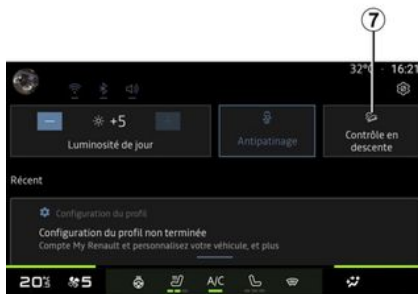 7
32°C 16:21
+5
Luminosité de jour
Antipatinage
Contrôle en
descente
Récent
Configuration du profil
Configuration du profil non terminée
Compte My Renault et personnalisez votre véhicule, et plus
20 5 5 A/C